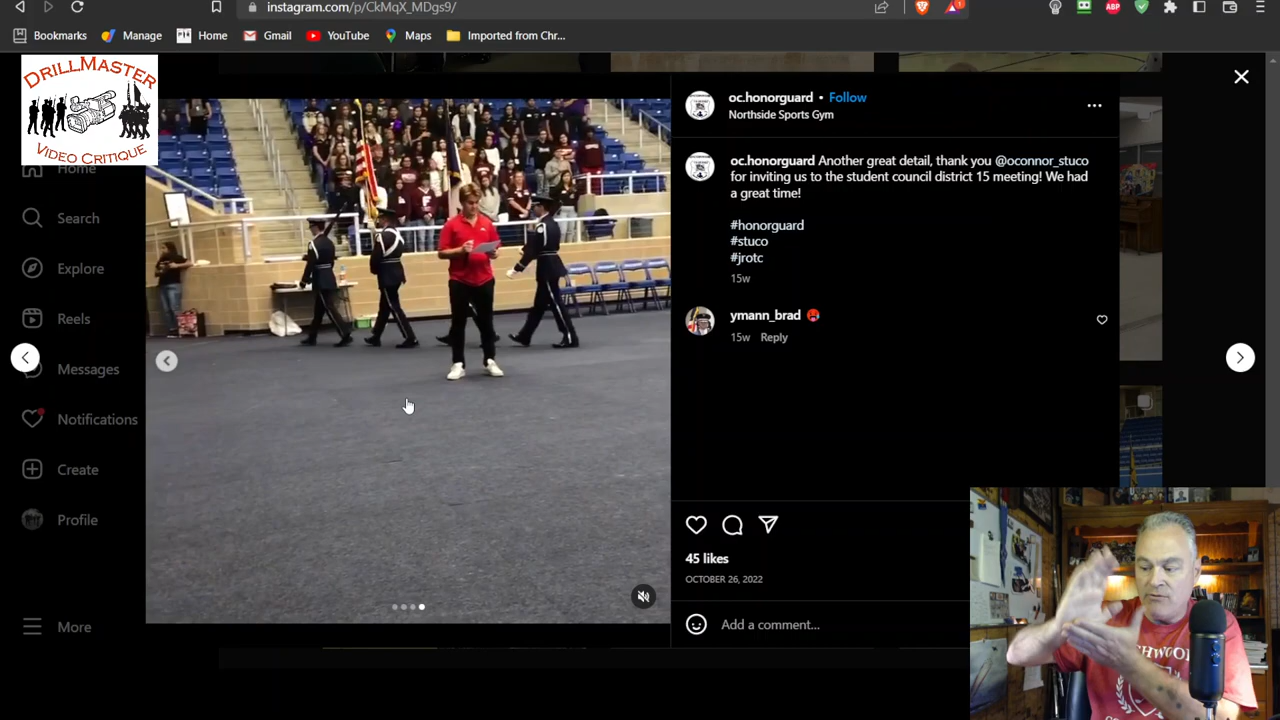 instagram.com/p/CkMqX_MDgs9/
Bookmarks
Manage
Home
Gmail
YouTube
Maps
Imported from Chr...
ABP
DRILLMASTER
VIDEO CRITIQUE
Home
Search
Explore
Reels
Messages
Notifications
Create
Profile
More
oc.honorguard • Follow
Northside Sports Gym
oc.honorguard Another great detail, thank you @oconnor_stuco
for inviting us to the student council district 15 meeting! We had
a great time!
#honorguard
#stuco
#jrotc
15w
ymann_brad
15w Reply
45 likes
OCTOBER 26, 2022
Add a comment...